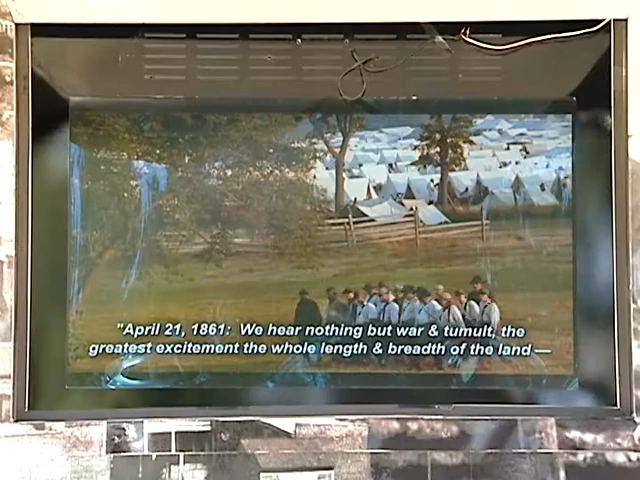 "April 21, 1861: We hear nothing but war & tumult, the
greatest excitement the whole length & breadth of the land —